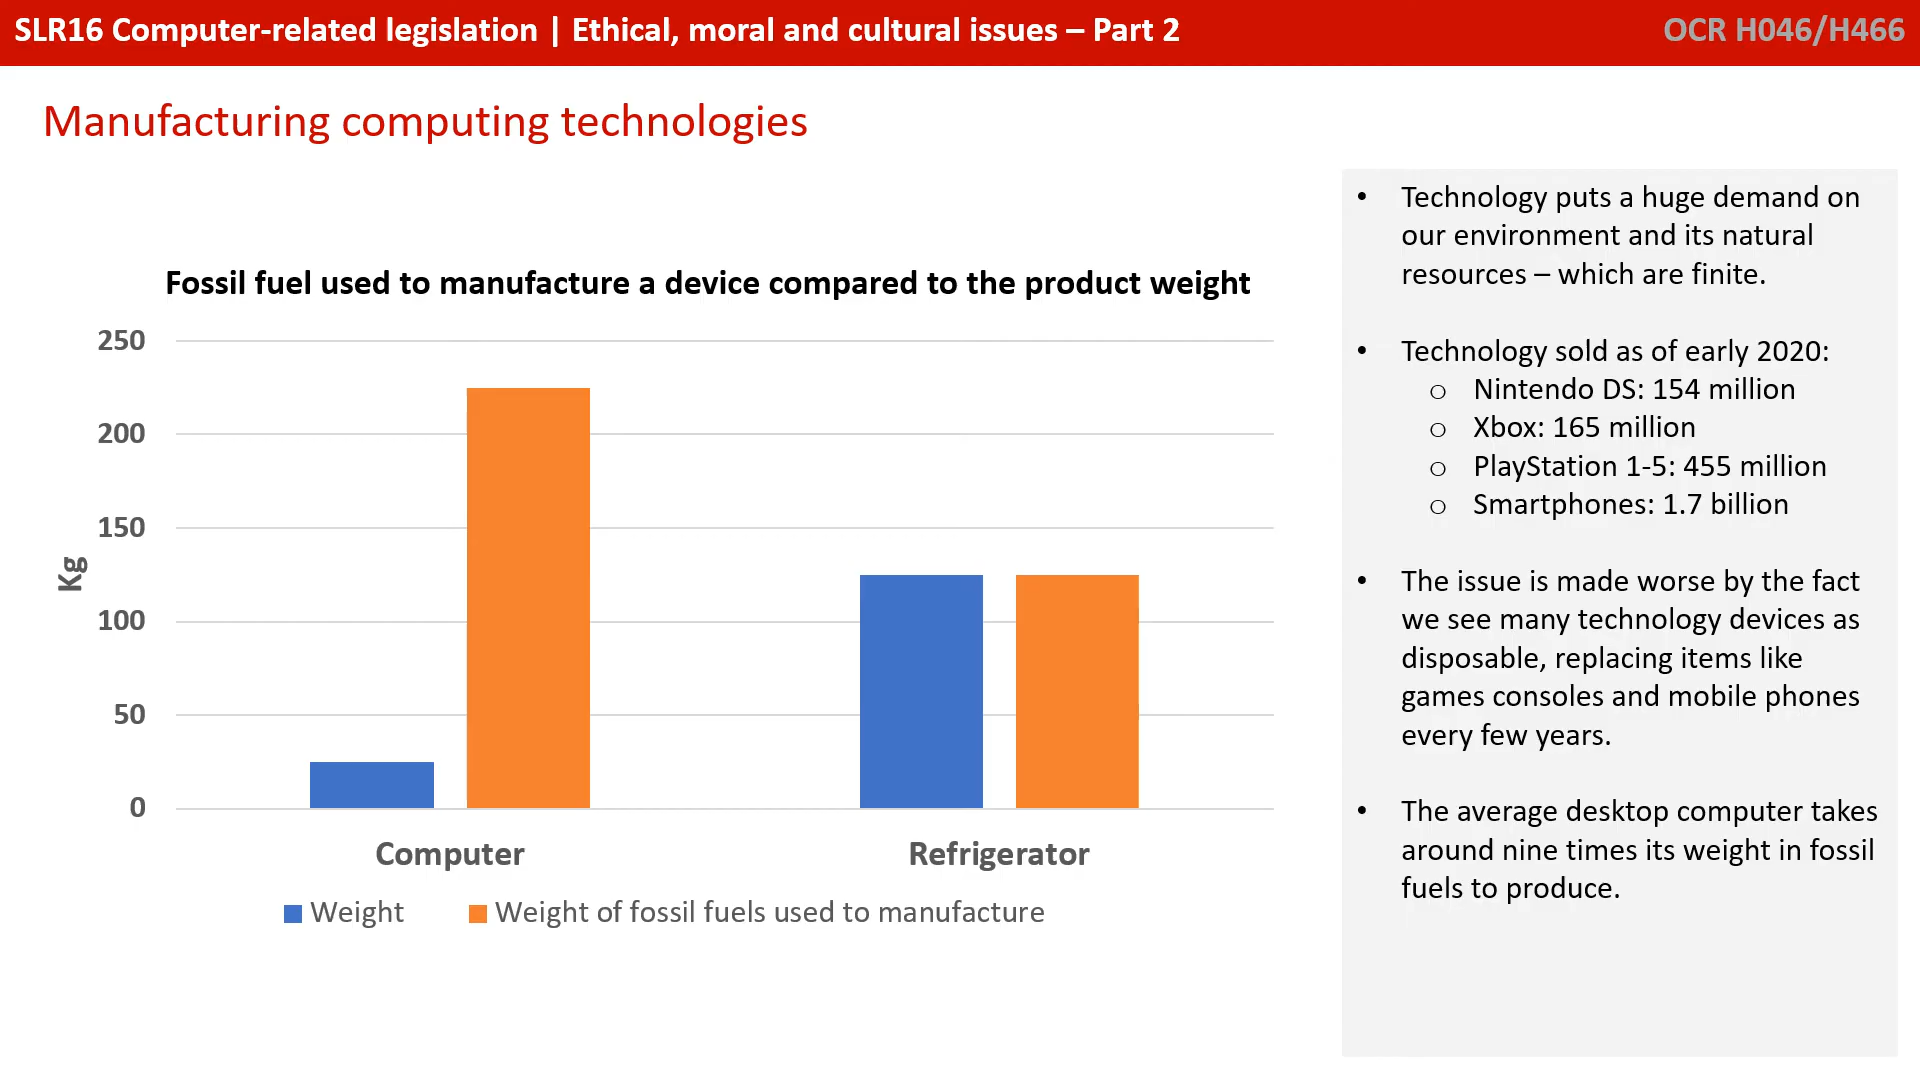 SLR16 Computer-related legislation | Ethical, moral and cultural issues – Part 2
OCR H046/H466
Manufacturing computing technologies
Fossil fuel used to manufacture a device compared to the product weight
250
200
150
100
50
0
Kg
Computer
Refrigerator
Weight
Weight of fossil fuels used to manufacture
• Technology puts a huge demand on
our environment and its natural
resources – which are finite.
• Technology sold as of early 2020:
o Nintendo DS: 154 million
o Xbox: 165 million
o PlayStation 1-5: 455 million
o Smartphones: 1.7 billion
• The issue is made worse by the fact
we see many technology devices as
disposable, replacing items like
games consoles and mobile phones
every few years.
• The average desktop computer takes
around nine times its weight in fossil
fuels to produce.